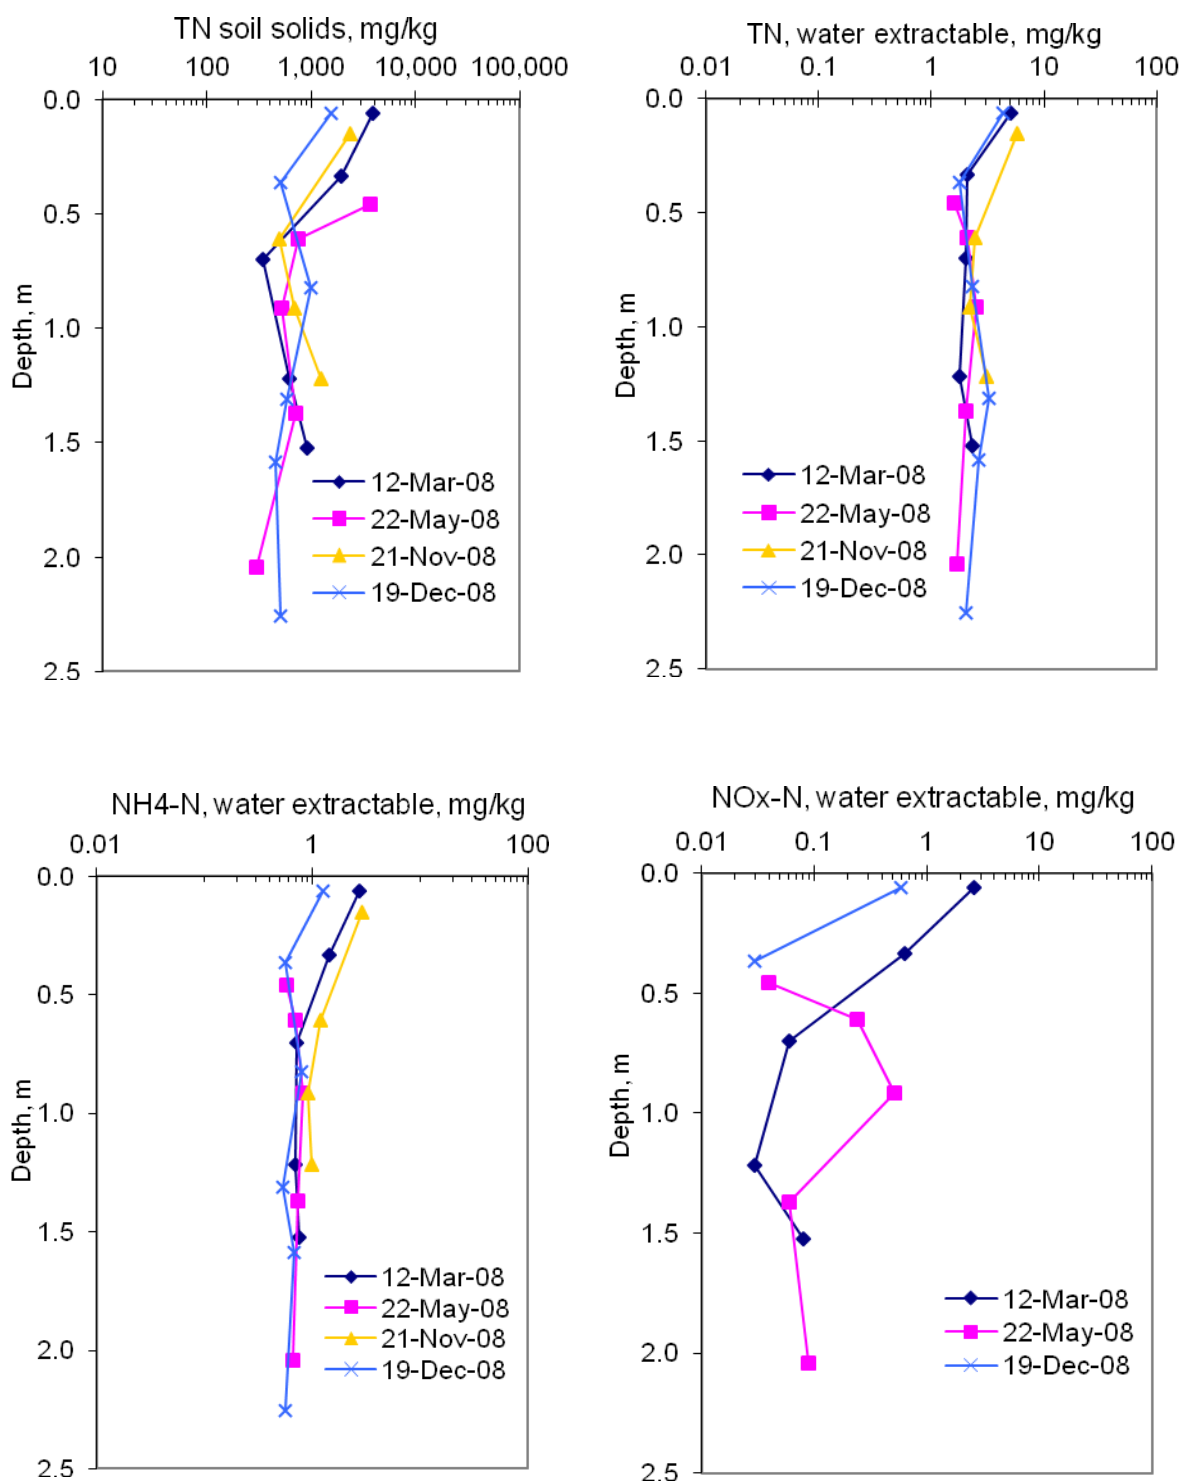 TN soil solids, mg/kg
10 100 1,000 10,000 100,000
0.0
0.5
1.0
1.5
2.0
2.5
Depth, m
12-Mar-08
22-May-08
21-Nov-08
19-Dec-08
TN, water extractable, mg/kg
0.01 0.1 1 10 100
0.0
0.5
1.0
1.5
2.0
2.5
Depth, m
12-Mar-08
22-May-08
21-Nov-08
19-Dec-08
NH4-N, water extractable, mg/kg
0.01 1 100
0.0
0.5
1.0
1.5
2.0
2.5
Depth, m
12-Mar-08
22-May-08
21-Nov-08
19-Dec-08
NOx-N, water extractable, mg/kg
0.01 0.1 1 10 100
0.0
0.5
1.0
1.5
2.0
2.5
Depth, m
12-Mar-08
22-May-08
19-Dec-08